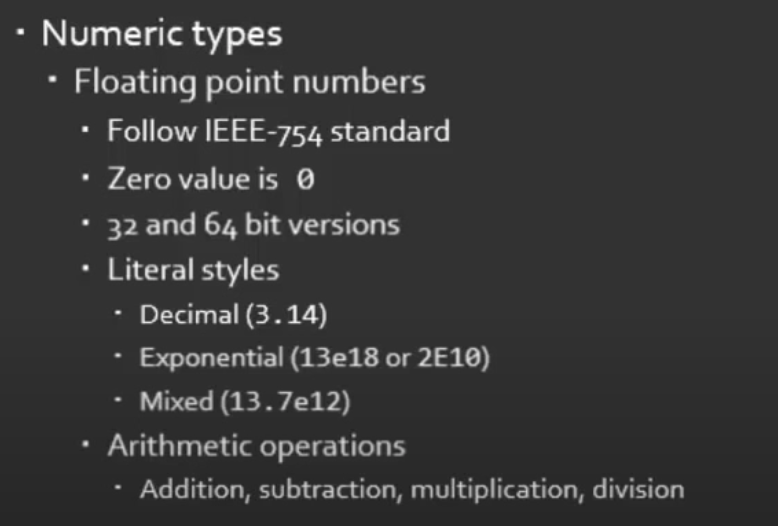 · Numeric types
· Floating point numbers
· Follow IEEE-754 standard
· Zero value is 0
· 32 and 64 bit versions
· Literal styles
· Decimal (3.14)
· Exponential (13e18 or 2E10)
· Mixed (13.7e12)
· Arithmetic operations
· Addition, subtraction, multiplication, division